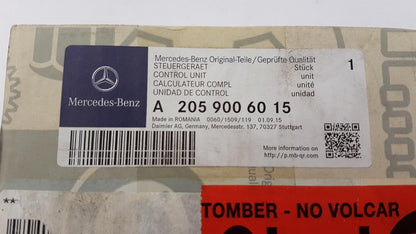 Mercedes-Benz Original-Teile/Geprüfte Qualität
STEUERGERAET Stück 1
CONTROL UNIT unit
CALCULATEUR COMPL unité
UNIDAD DE CONTROL unidad
Mercedes-Benz
A 205 900 60 15
Made in ROMANIA 0060/1509/119 01.09.15
Daimler AG, Germany, Mercedesstr. 137, 70327 Stuttgart
More information on
http://p.mb-qr.com
**
TOMBER - NO VOLCAR